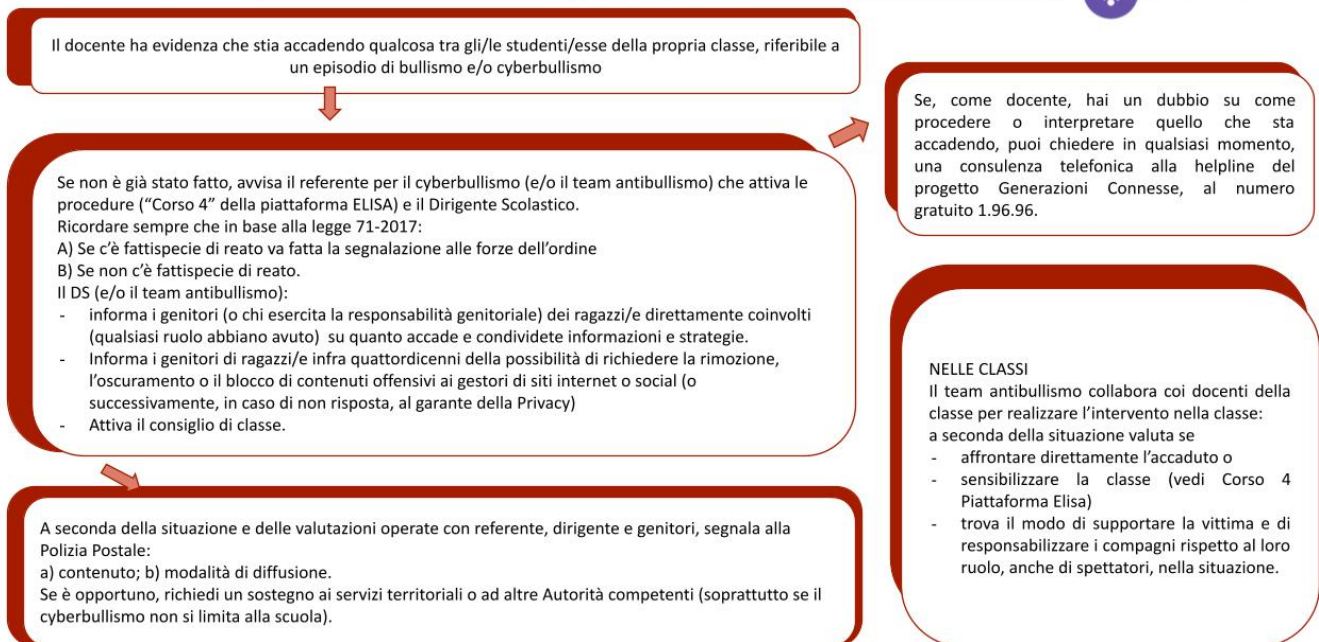 Il docente ha evidenza che stia accadendo qualcosa tra gli/le studenti/esse della propria classe, riferibile a
un episodio di bullismo e/o cyberbullismo
Se non è già stato fatto, avvisa il referente per il cyberbullismo (e/o il team antibullismo) che attiva le
procedure (“Corso 4” della piattaforma ELISA) e il Dirigente Scolastico.
Ricordare sempre che in base alla legge 71-2017:
A) Se c’è fattispecie di reato va fatta la segnalazione alle forze dell’ordine
B) Se non c’è fattispecie di reato.
Il DS (e/o il team antibullismo):
- informa i genitori (o chi esercita la responsabilità genitoriale) dei ragazzi/e direttamente coinvolti
(qualsiasi ruolo abbiano avuto) su quanto accade e condividete informazioni e strategie.
- Informa i genitori di ragazzi/e infra quattordicenni della possibilità di richiedere la rimozione,
l’oscuramento o il blocco di contenuti offensivi ai gestori di siti internet o social (o
successivamente, in caso di non risposta, al garante della Privacy)
- Attiva il consiglio di classe.
A seconda della situazione e delle valutazioni operate con referente, dirigente e genitori, segnala alla
Polizia Postale:
a) contenuto; b) modalità di diffusione.
Se è opportuno, richiedi un sostegno ai servizi territoriali o ad altre Autorità competenti (soprattutto se il
cyberbullismo non si limita alla scuola).
Se, come docente, hai un dubbio su come
procedere o interpretare quello che sta
accadendo, puoi chiedere in qualsiasi momento,
una consulenza telefonica alla helpline del
progetto Generazioni Connesse, al numero
gratuito 1.96.96.
NELLE CLASSI
Il team antibullismo collabora coi docenti della
classe per realizzare l’intervento nella classe:
a seconda della situazione valuta se
- affrontare direttamente l’accaduto o
- sensibilizzare la classe (vedi Corso 4
Piattaforma Elisa)
- trova il modo di supportare la vittima e di
responsabilizzare i compagni rispetto al loro
ruolo, anche di spettatori, nella situazione.